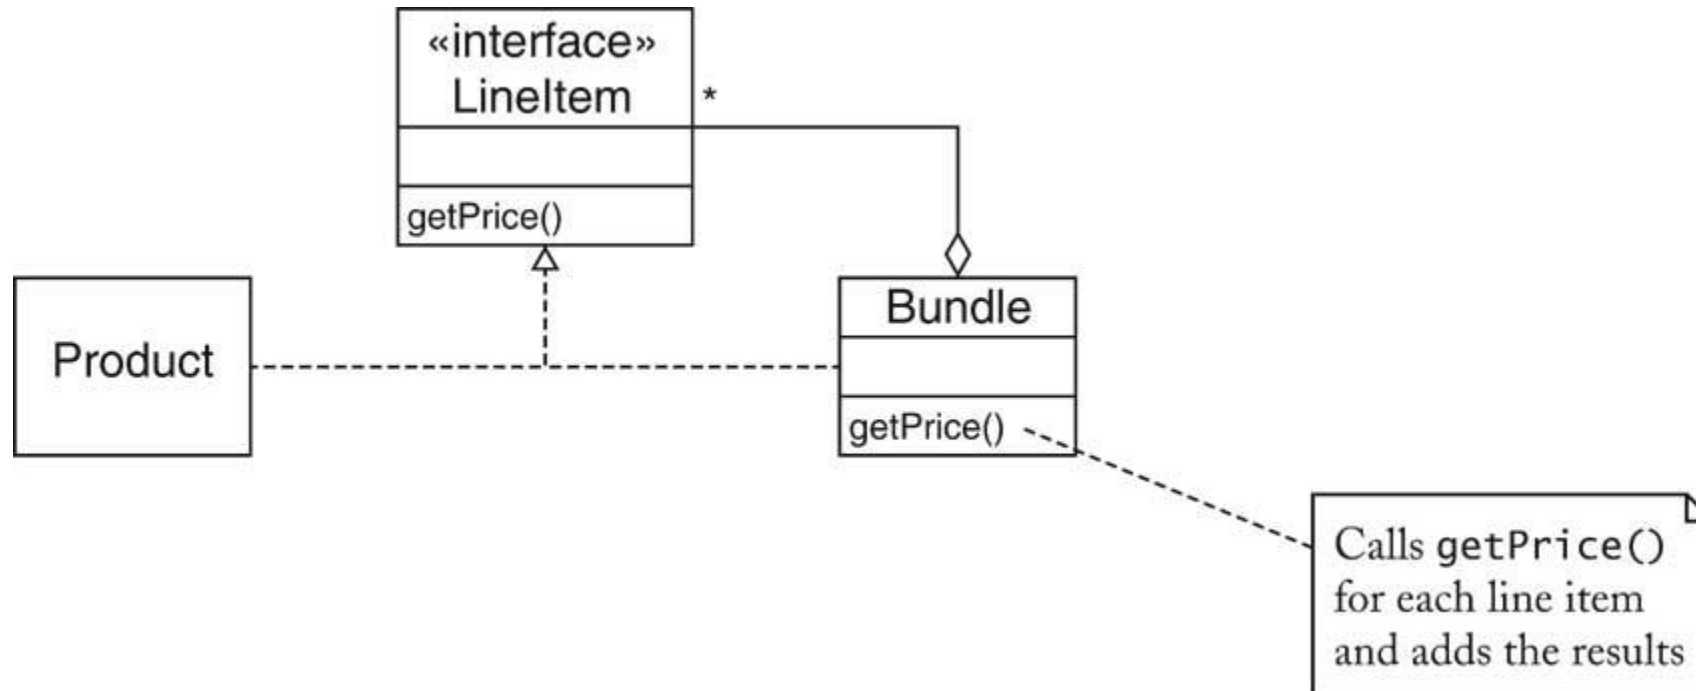 «interface»
LineItem
*
getPrice()
Product
Bundle
getPrice()
Calls getPrice()
for each line item
and adds the results